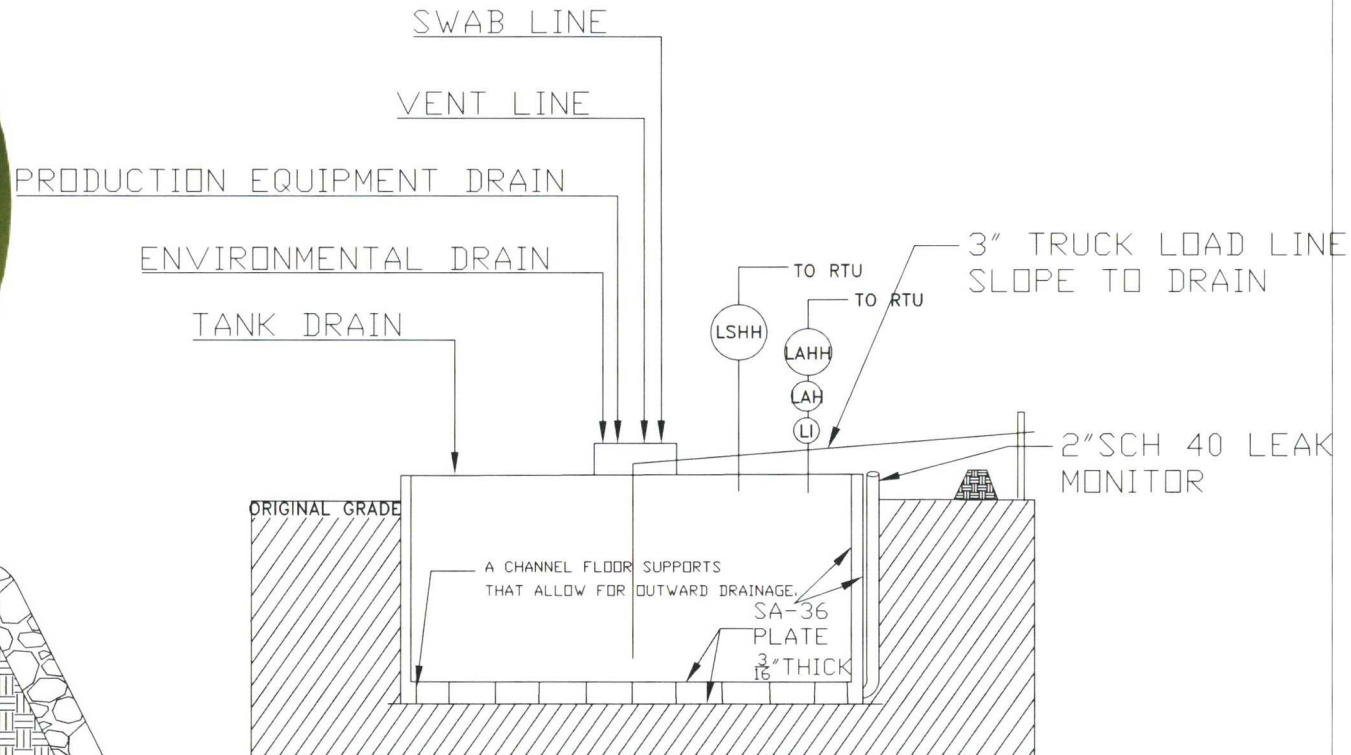 SWAB LINE
VENT LINE
PRODUCTION EQUIPMENT DRAIN
ENVIRONMENTAL DRAIN
TANK DRAIN
TO RTU
TO RTU
3" TRUCK LOAD LINE
SLOPE TO DRAIN
LSHH
LAHH
LAH
LI
2"SCH 40 LEAK
MONITOR
ORIGINAL GRADE
A CHANNEL FLOOR SUPPORTS
THAT ALLOW FOR OUTWARD DRAINAGE.
SA-36
PLATE
3/16"THICK